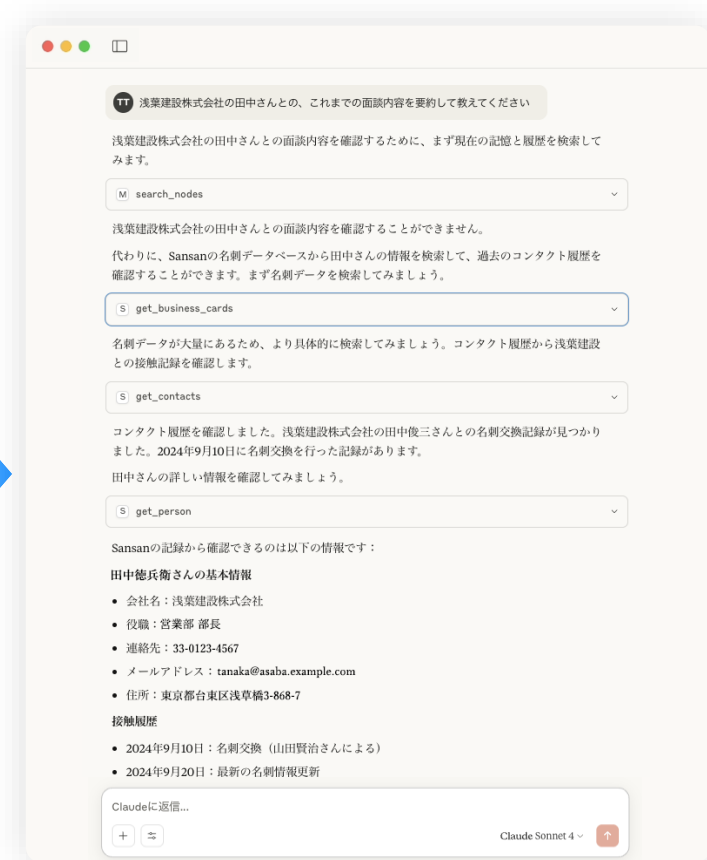 TT 浅葉建設株式会社の田中さんとの、これまでの面談内容を要約して教えてください
浅葉建設株式会社の田中さんとの面談内容を確認するために、まず現在の記憶と履歴を検索して
みます。
M search_nodes
浅葉建設株式会社の田中さんとの面談内容を確認することができません。
代わりに、Sansanの名刺データベースから田中さんの情報を検索して、過去のコンタクト履歴を
確認することができます。まず名刺データを検索してみましょう。
S get_business_cards
名刺データが大量にあるため、より具体的に検索してみましょう。コンタクト履歴から浅葉建設
との接触記録を確認します。
S get_contacts
コンタクト履歴を確認しました。浅葉建設株式会社の田中俊三さんとの名刺交換記録が見つかり
ました。2024年9月10日に名刺交換を行った記録があります。
田中さんの詳しい情報を確認してみましょう。
S get_person
Sansanの記録から確認できるのは以下の情報です：
田中徳兵衛さんの基本情報
• 会社名：浅葉建設株式会社
• 役職：営業部 部長
• 連絡先：33-0123-4567
• メールアドレス：tanaka@asaba.example.com
• 住所：東京都台東区浅草橋3-868-7
接触履歴
• 2024年9月10日：名刺交換（山田賢治さんによる）
• 2024年9月20日：最新の名刺情報更新
Claudeに返信...
Claude Sonnet 4